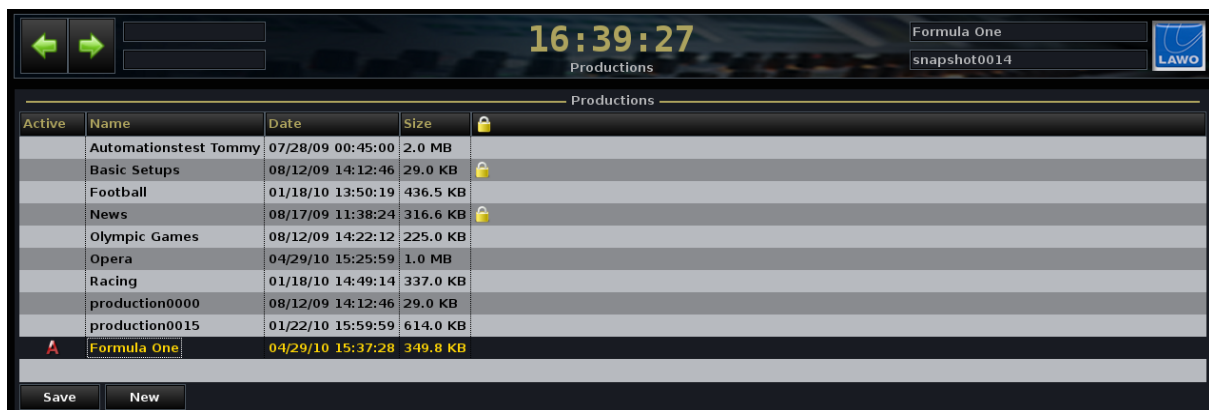 16:39:27
Productions
Formula One
snapshot0014
LAWO
Productions
Active Name Date Size
Automationstest Tommy 07/28/09 00:45:00 2.0 MB
Basic Setups 08/12/09 14:12:46 29.0 KB
Football 01/18/10 13:50:19 436.5 KB
News 08/17/09 11:38:24 316.6 KB
Olympic Games 08/12/09 14:22:12 225.0 KB
Opera 04/29/10 15:25:59 1.0 MB
Racing 01/18/10 14:49:14 337.0 KB
production0000 08/12/09 14:12:46 29.0 KB
production0015 01/22/10 15:59:59 614.0 KB
A Formula One 04/29/10 15:37:28 349.8 KB
Save New